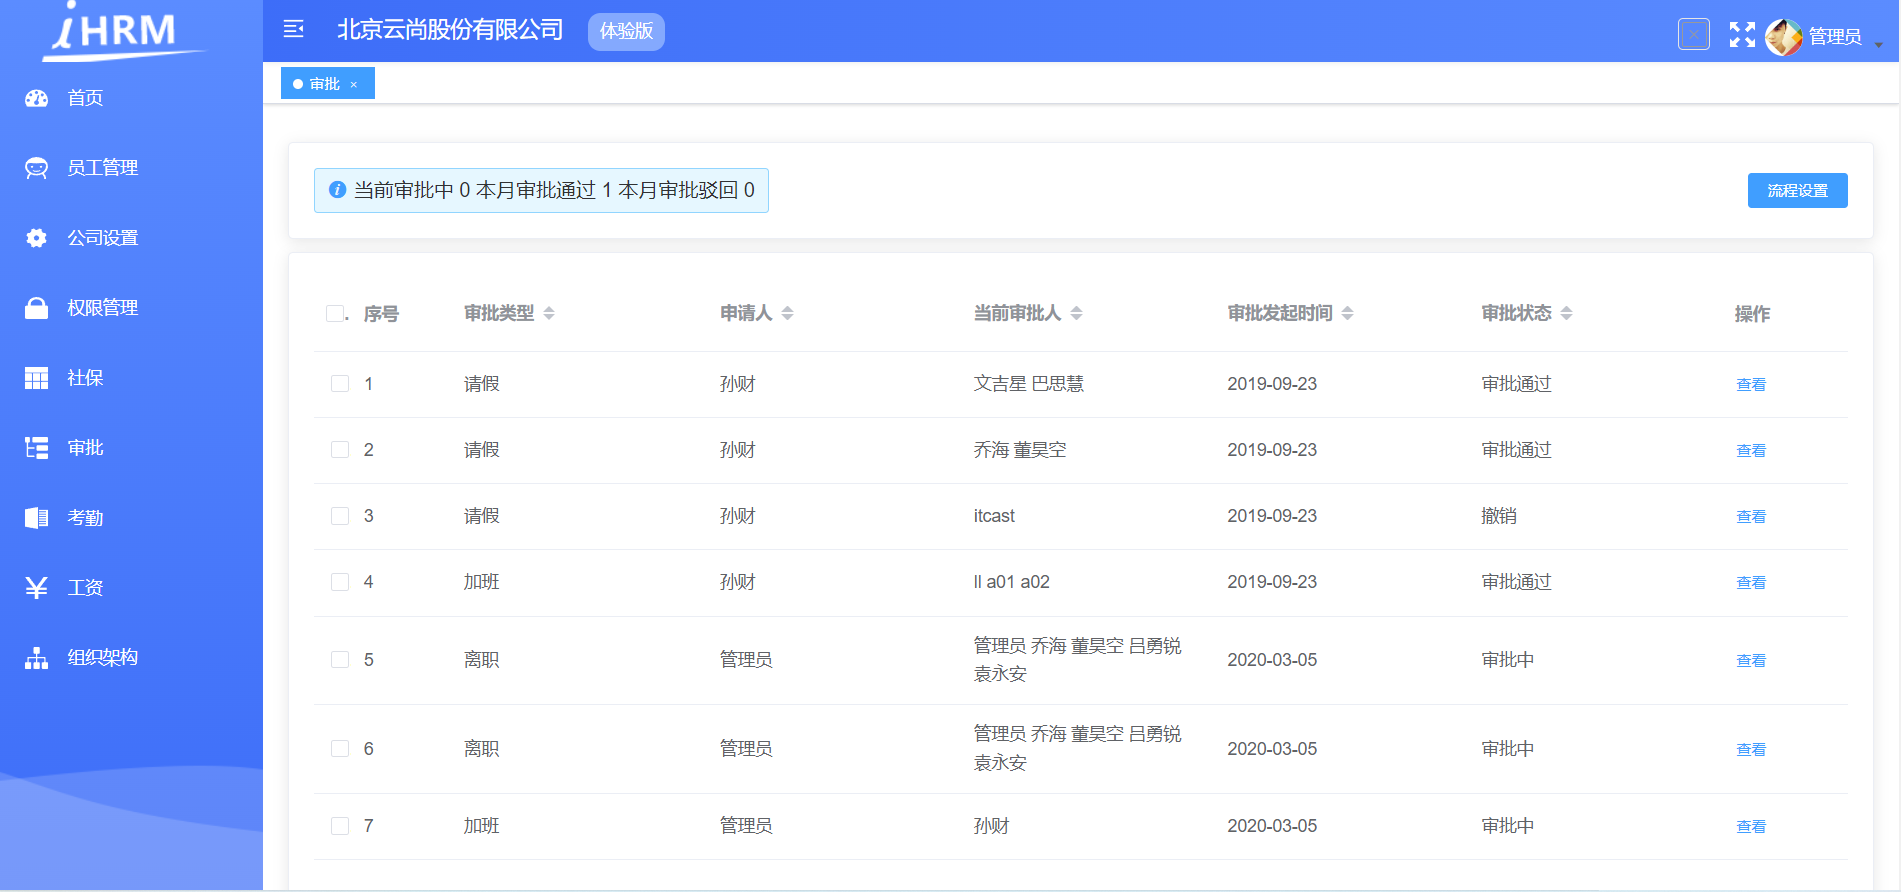 iHRM
北京云尚股份有限公司 体验版
管理员
审批 ×
首页
员工管理
公司设置
权限管理
社保
审批
考勤
工资
组织架构
当前审批中 0 本月审批通过 1 本月审批驳回 0
流程设置
序号 审批类型 申请人 当前审批人 审批发起时间 审批状态 操作
1 请假 孙财 文吉星 巴思慧 2019-09-23 审批通过 查看
2 请假 孙财 乔海 董昊空 2019-09-23 审批通过 查看
3 请假 孙财 itcast 2019-09-23 撤销 查看
4 加班 孙财 ll a01 a02 2019-09-23 审批通过 查看
5 离职 管理员 管理员 乔海 董昊空 吕勇锐 2020-03-05 审批中 查看
袁永安
6 离职 管理员 管理员 乔海 董昊空 吕勇锐 2020-03-05 审批中 查看
袁永安
7 加班 管理员 孙财 2020-03-05 审批中 查看